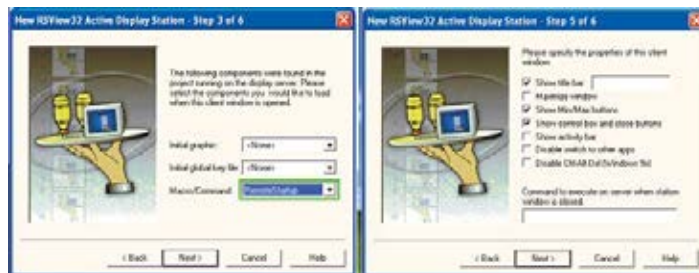 New RSView32 Active Display Station - Step 3 of 6
The following components were found in the
project running on the display server. Please
select the components you would like to load
when this client window is opened.
Initial graphic: <None>
Initial global key file: <None>
Macro/Command: RemoteStartup
< Back Next > Cancel Help
New RSView32 Active Display Station - Step 5 of 6
Please specify the properties of this client
window.
Show title bar:
Maximize window
Show Min/Max buttons
Show control box and close buttons
Show activity bar
Disable switch to other apps
Disable Ctrl-Alt-Del
Command to execute on server when station
window is closed.
< Back Next > Cancel Help